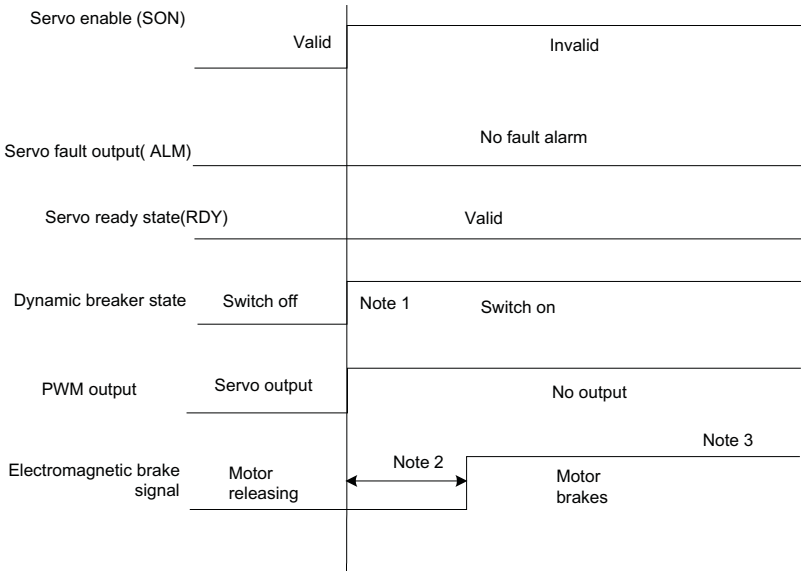 Servo enable (SON)
Valid
Invalid
No fault alarm
Servo fault output( ALM)
Servo ready state(RDY)
Valid
Dynamic breaker state
Switch off
Note 1
Switch on
PWM output
Servo output
No output
Note 3
Electromagnetic brake
signal
Motor
releasing
Note 2
Motor
brakes